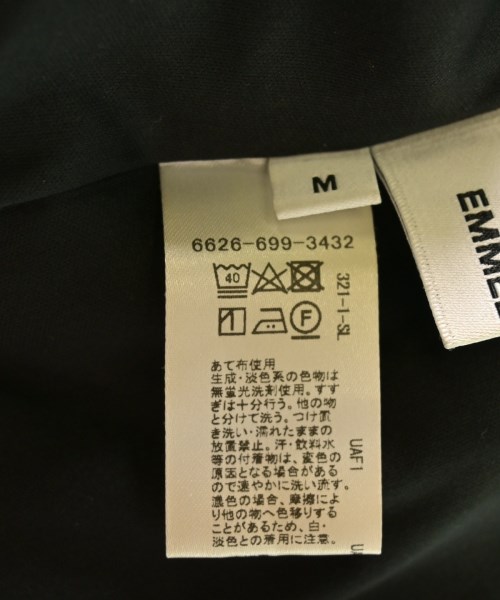 M
EMMEL
6626-699-3432
40
321-1-SL
F
あて布使用
生成・淡色系の色物は
無蛍光洗剤使用。すす
ぎは十分行う。他の物
と分けて洗う。つけ置
き洗い・濡れたままの
放置禁止。汗・飲料水
等の付着物は、変色の
原因となる場合がある
ので速やかに洗い流す。
濃色の場合、摩擦によ
り他の物へ色移りする
ことがあるため、白・
淡色との着用に注意。
UAF1